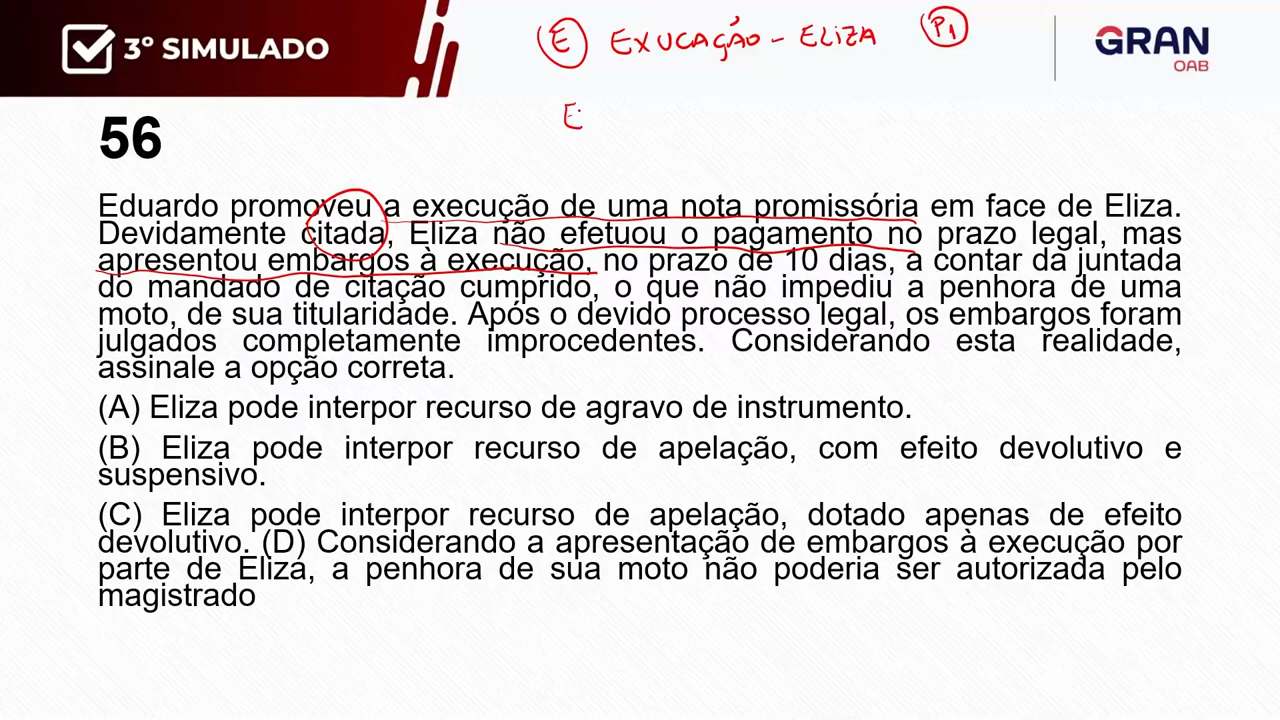 3º SIMULADO
E EXUCAÇÃO - ELIZA P1
GRAN
OAB
E
56
Eduardo promoveu a execução de uma nota promissória em face de Eliza.
Devidamente citada, Eliza não efetuou o pagamento no prazo legal, mas
apresentou embargos à execução, no prazo de 10 dias, a contar da juntada
do mandado de citação cumprido, o que não impediu a penhora de uma
moto, de sua titularidade. Após o devido processo legal, os embargos foram
julgados completamente improcedentes. Considerando esta realidade,
assinale a opção correta.
(A) Eliza pode interpor recurso de agravo de instrumento.
(B) Eliza pode interpor recurso de apelação, com efeito devolutivo e
suspensivo.
(C) Eliza pode interpor recurso de apelação, dotado apenas de efeito
devolutivo. (D) Considerando a apresentação de embargos à execução por
parte de Eliza, a penhora de sua moto não poderia ser autorizada pelo
magistrado